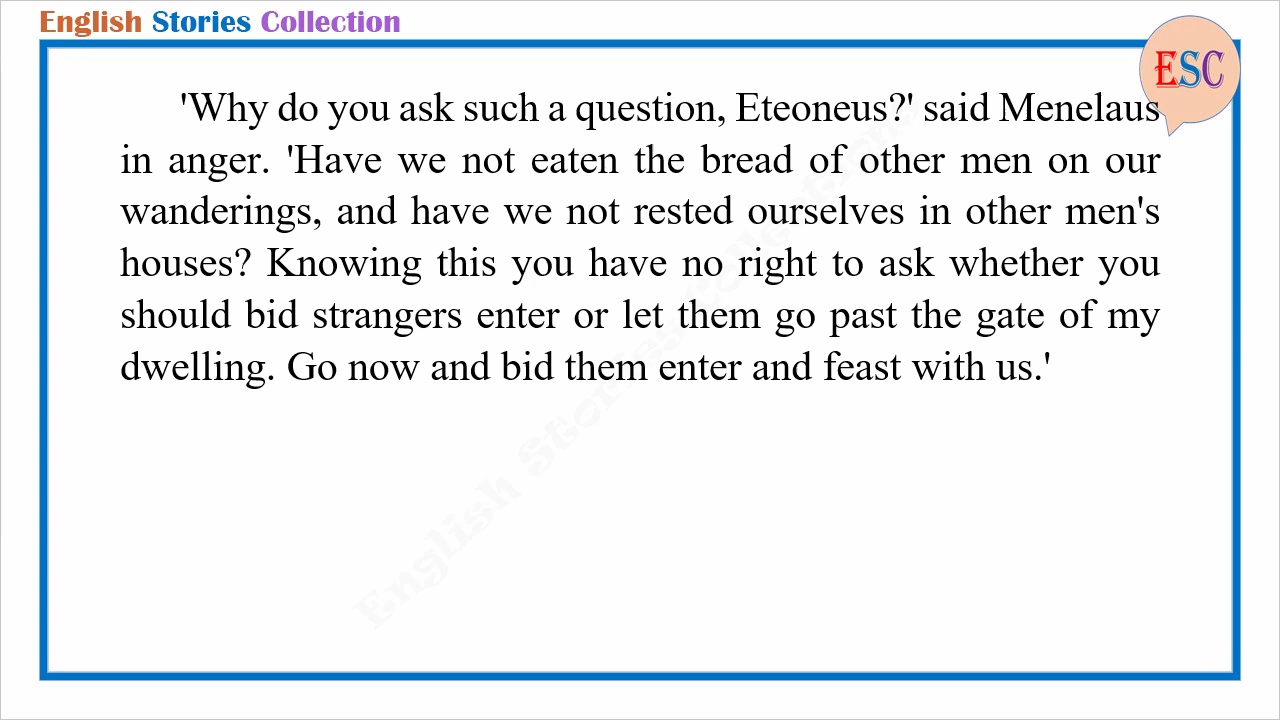 English Stories Collection
ESC
'Why do you ask such a question, Eteoneus?' said Menelaus
in anger. 'Have we not eaten the bread of other men on our
wanderings, and have we not rested ourselves in other men's
houses? Knowing this you have no right to ask whether you
should bid strangers enter or let them go past the gate of my
dwelling. Go now and bid them enter and feast with us.'
English Stories Collections